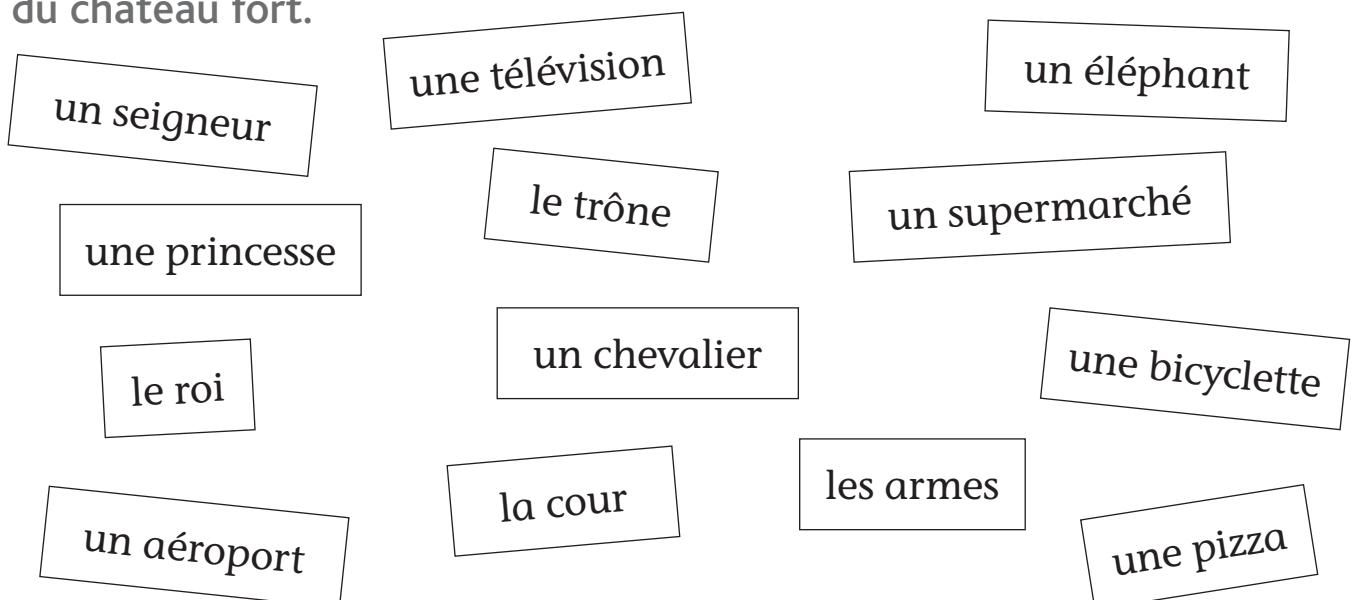 du château fort.
une télévision
un éléphant
un seigneur
le trône
un supermarché
une princesse
un chevalier
une bicyclette
le roi
la cour
les armes
un aéroport
une pizza